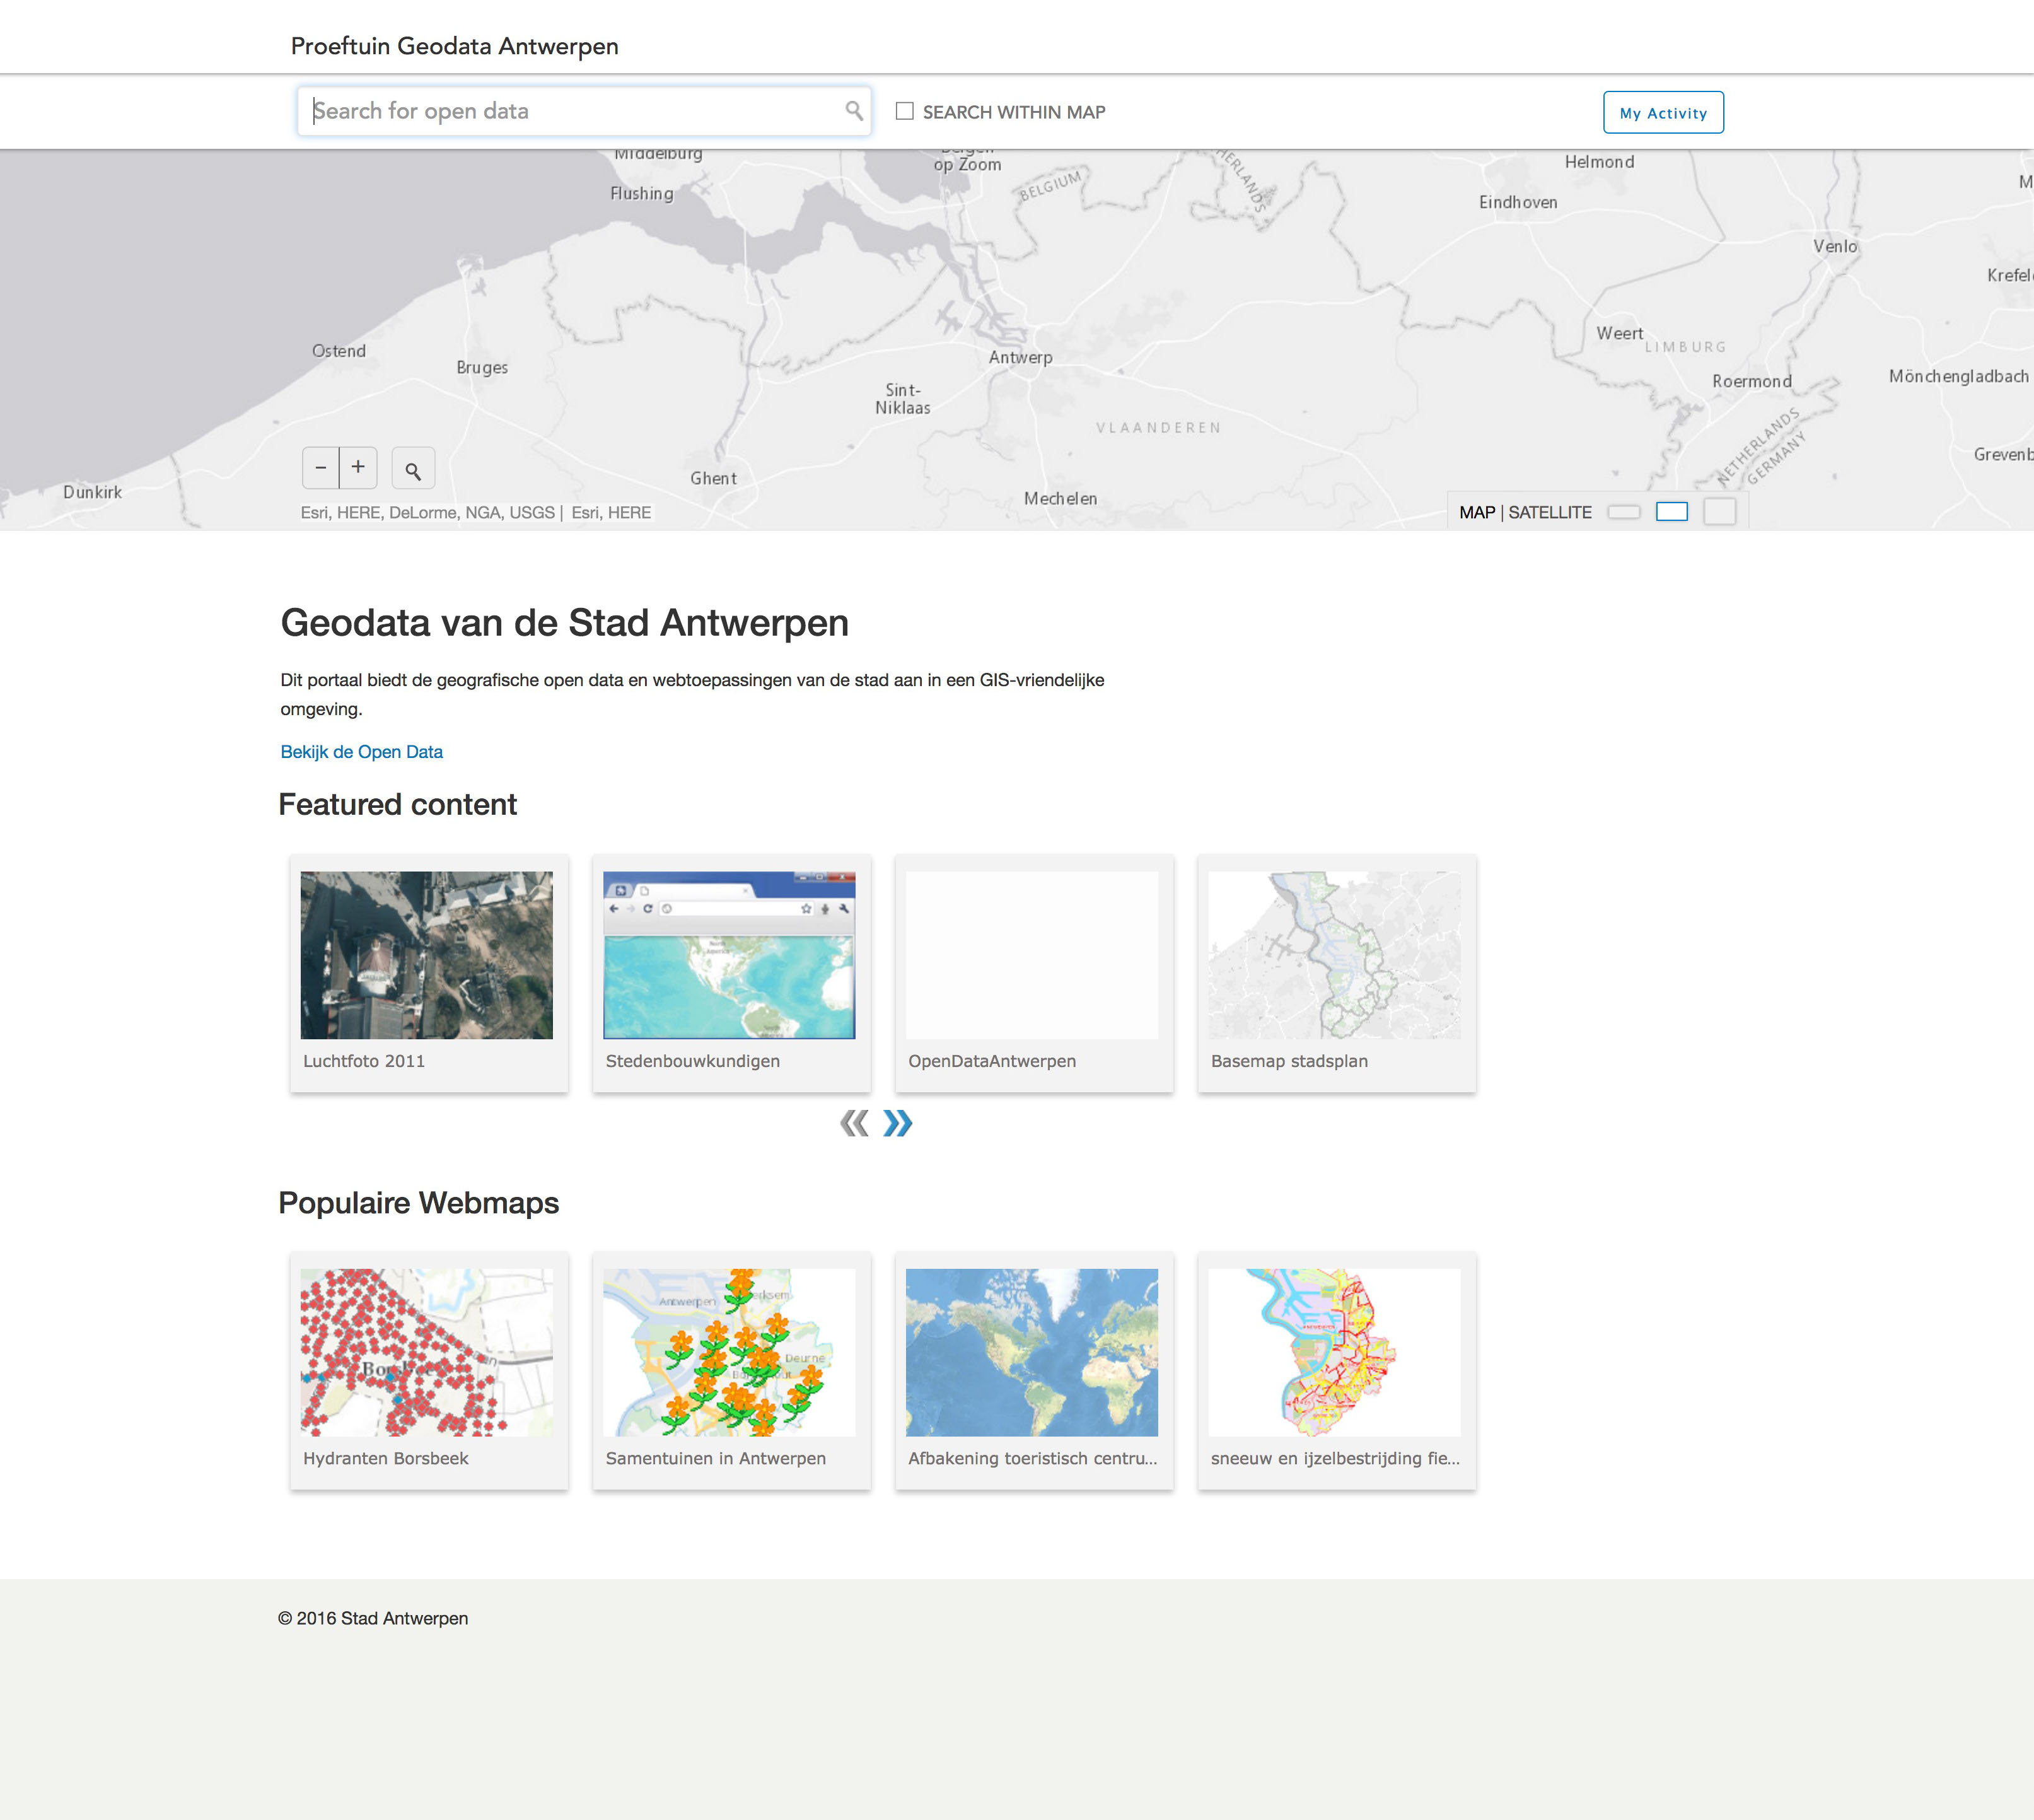 Proeftuin Geodata Antwerpen
Search for open data
SEARCH WITHIN MAP
My Activity
Middelburg
Bergen
op Zoom
BELGIUM
Helmond
Flushing
Eindhoven
Venlo
Krefel
Ostend
Bruges
Antwerp
Weert
LIMBURG
Sint-
Niklaas
Roermond
Mönchengladbach
VLAANDEREN
NETHERLANDS
GERMANY
Grevenb
Ghent
Dunkirk
Mechelen
Esri, HERE, DeLorme, NGA, USGS | Esri, HERE
MAP | SATELLITE
Geodata van de Stad Antwerpen
Dit portaal biedt de geografische open data en webtoepassingen van de stad aan in een GIS-vriendelijke
omgeving.
Bekijk de Open Data
Featured content
Luchtfoto 2011
Stedenbouwkundigen
OpenDataAntwerpen
Basemap stadsplan
Populaire Webmaps
Antwerpen
erksem
Deurne
Hydranten Borsbeek
Samentuinen in Antwerpen
Afbakening toeristisch centru...
sneeuw en ijzelbestrijding fie...
© 2016 Stad Antwerpen